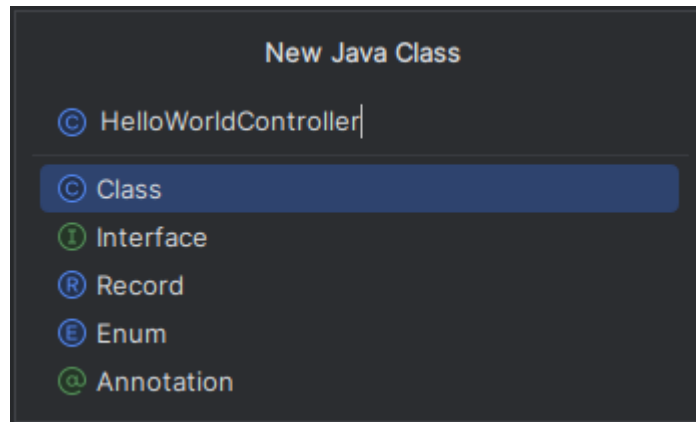 New Java Class
C HelloWorldController
C Class
I Interface
R Record
E Enum
@ Annotation